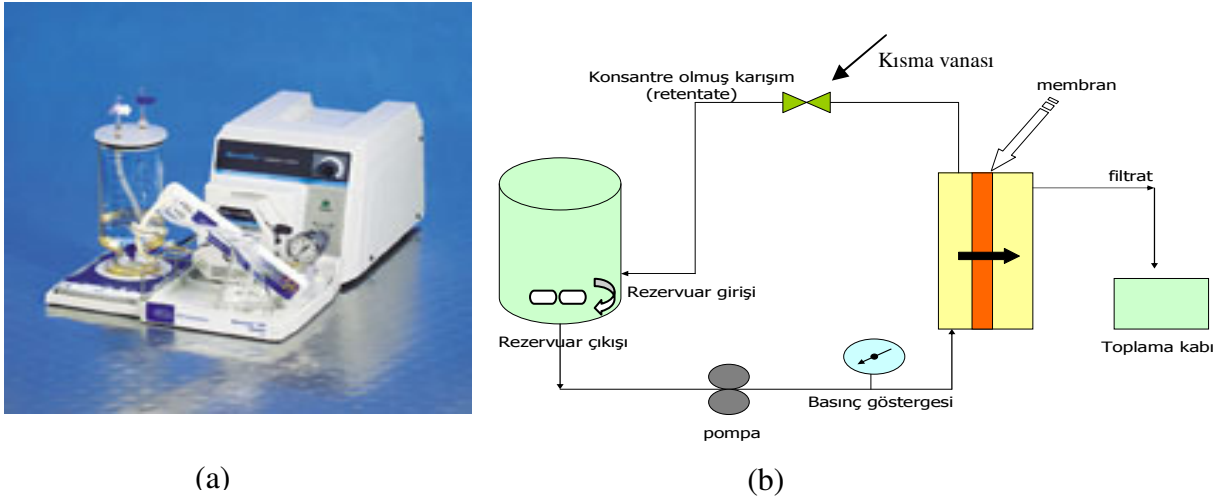 Kısma vanası
Konsantre olmuş karışım
(retentate)
membran
filtrat
Rezervuar girişi
Rezervuar çıkışı
Toplama kabı
Basınç göstergesi
pompa
(a)
(b)